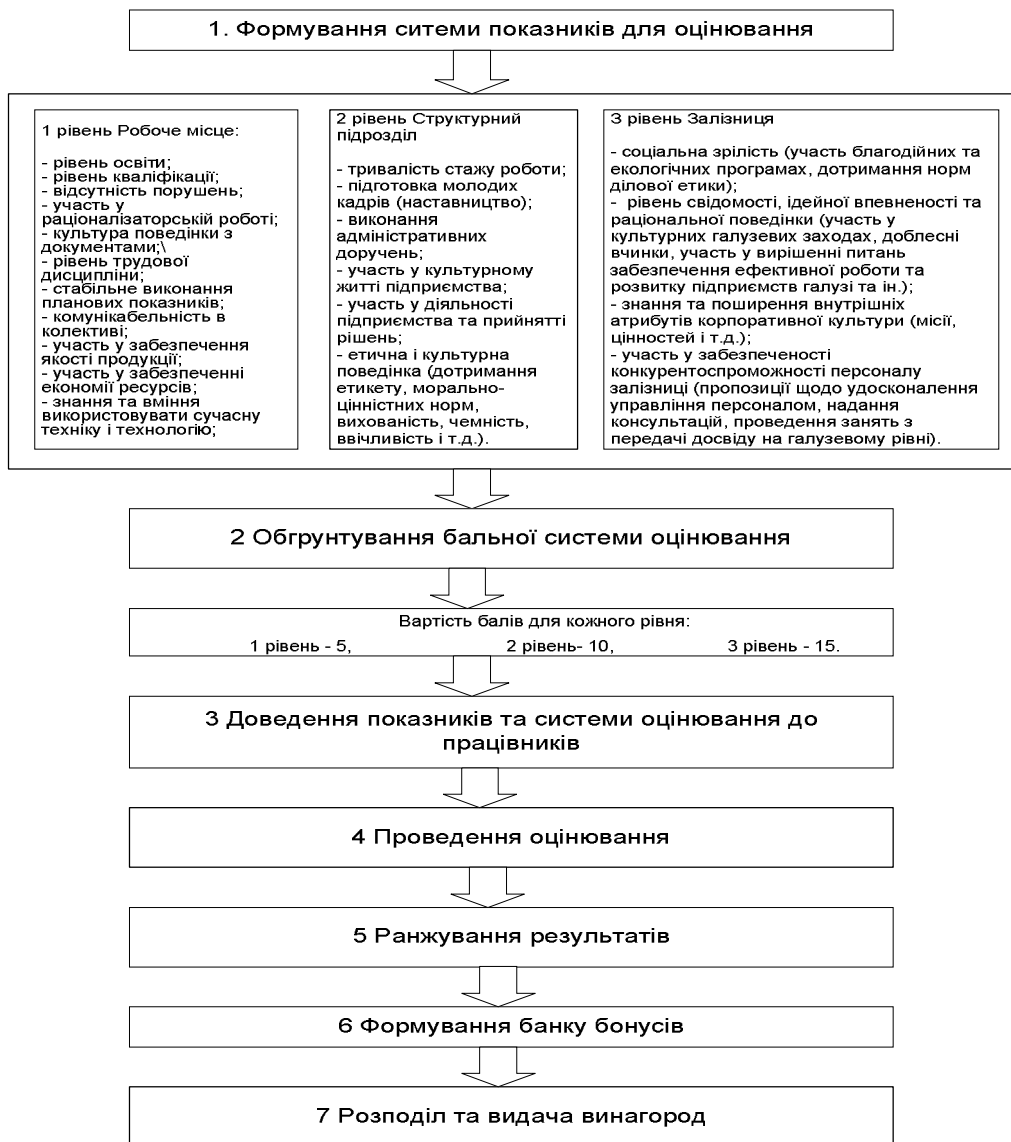 1. Формування ситеми показників для оцінювання
1 рівень Робоче місце:
- рівень освіти;
- рівень кваліфікації;
- відсутність порушень;
- участь у
раціоналізаторській роботі;
- культура поведінки з
документами;\
- рівень трудової
дисципліни;
- стабільне виконання
планових показників;
- комунікабельність в
колективі;
- участь у забезпечення
якості продукції;
- участь у забезпеченні
економії ресурсів;
- знання та вміння
використовувати сучасну
техніку і технологію;
2 рівень Структурний
підрозділ
- тривалість стажу роботи;
- підготовка молодих
кадрів (наставництво);
- виконання
адміністративних
доручень;
- участь у культурному
житті підприємства;
- участь у діяльності
підприємства та прийнятті
рішень;
- етична і культурна
поведінка (дотримання
етикету, морально-
цінністних норм,
вихованість, чемність,
ввічливість і т.д.).
3 рівень Залізниця
- соціальна зрілість (участь благодійних та
екологічних програмах, дотримання норм
ділової етики);
- рівень свідомості, ідейної впевненості та
раціональної поведінки (участь у
культурних галузевих заходах, доблесні
вчинки, участь у вирішенні питань
забезпечення ефективної роботи та
розвитку підприємств галузі та ін.);
- знання та поширення внутрішніх
атрибутів корпоративної культури (місії,
цінностей і т.д.);
- участь у забезпеченості
конкурентоспроможності персоналу
залізниці (пропозиції щодо удосконалення
управління персоналом, надання
консультацій, проведення занять з
передачі досвіду на галузевому рівні).
2 Обгрунтування бальної системи оцінювання
Вартість балів для кожного рівня:
1 рівень - 5, 2 рівень- 10, 3 рівень - 15.
3 Доведення показників та системи оцінювання до
працівників
4 Проведення оцінювання
5 Ранжування результатів
6 Формування банку бонусів
7 Розподіл та видача винагород